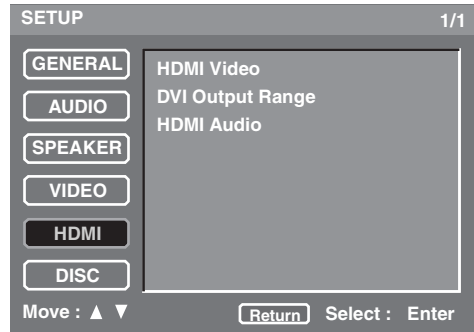 SETUP 1/1
GENERAL
AUDIO
SPEAKER
VIDEO
HDMI
DISC
HDMI Video
DVI Output Range
HDMI Audio
Move : ▲ ▼ Return Select : Enter